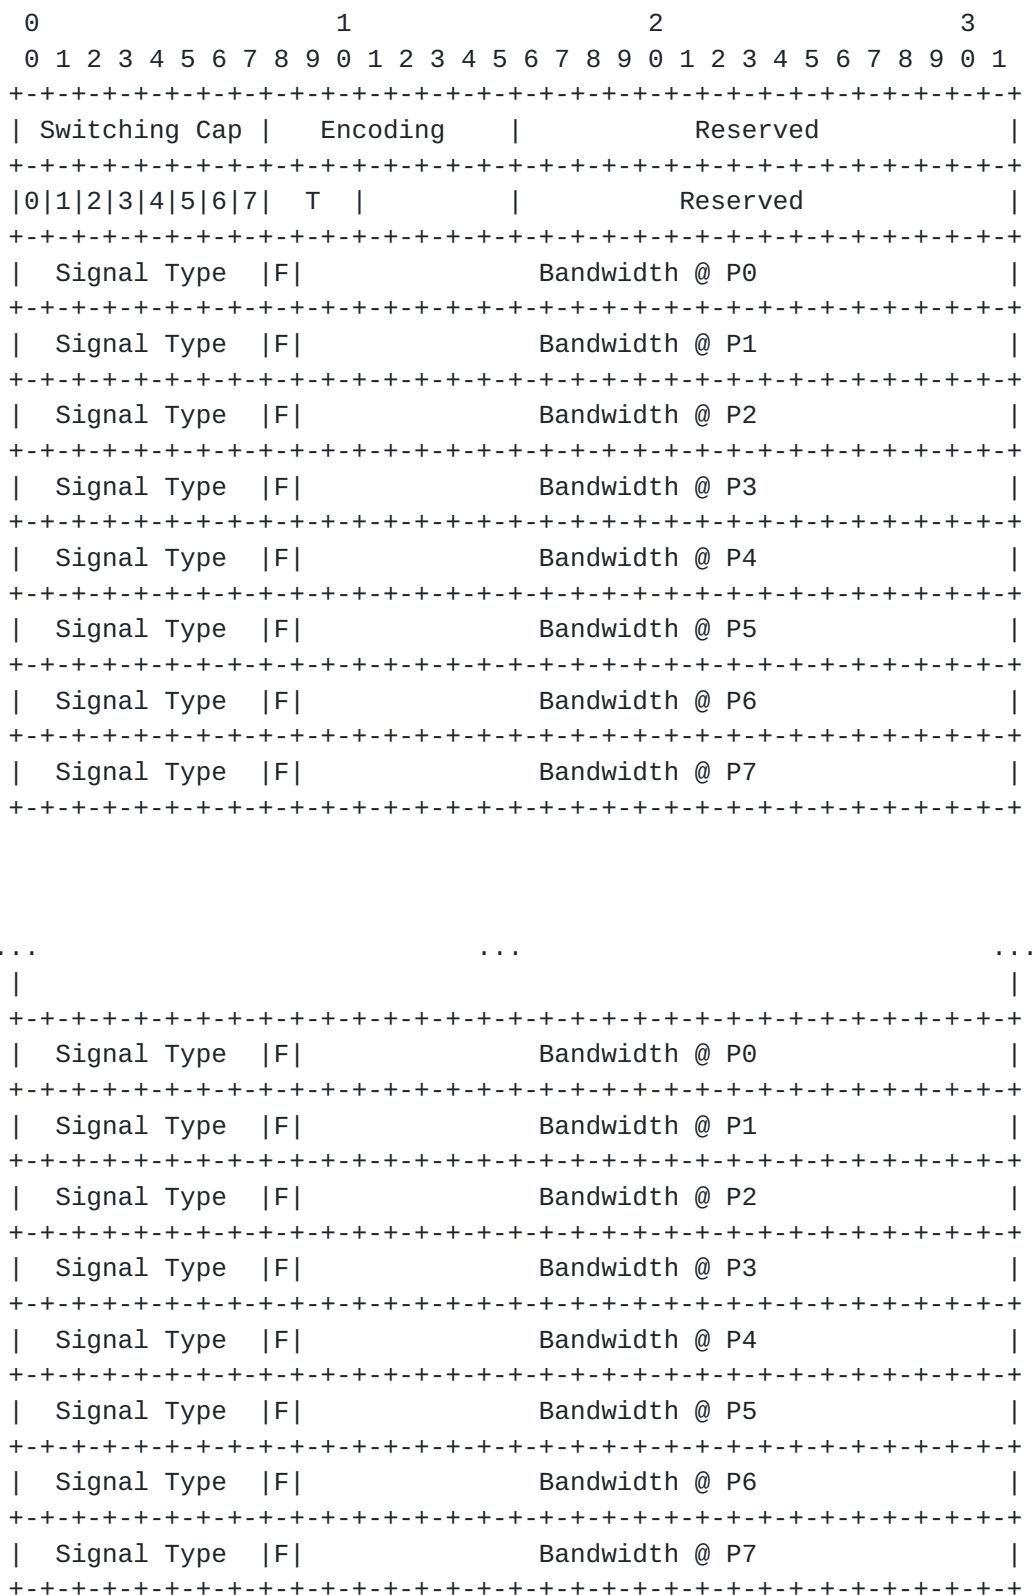 0                   1                   2                   3
 0 1 2 3 4 5 6 7 8 9 0 1 2 3 4 5 6 7 8 9 0 1 2 3 4 5 6 7 8 9 0 1
+-+-+-+-+-+-+-+-+-+-+-+-+-+-+-+-+-+-+-+-+-+-+-+-+-+-+-+-+-+-+-+-+
| Switching Cap |   Encoding    |           Reserved            |
+-+-+-+-+-+-+-+-+-+-+-+-+-+-+-+-+-+-+-+-+-+-+-+-+-+-+-+-+-+-+-+-+
|0|1|2|3|4|5|6|7|  T  |         |          Reserved             |
+-+-+-+-+-+-+-+-+-+-+-+-+-+-+-+-+-+-+-+-+-+-+-+-+-+-+-+-+-+-+-+-+
|  Signal Type  |F|               Bandwidth @ P0                |
+-+-+-+-+-+-+-+-+-+-+-+-+-+-+-+-+-+-+-+-+-+-+-+-+-+-+-+-+-+-+-+-+
|  Signal Type  |F|               Bandwidth @ P1                |
+-+-+-+-+-+-+-+-+-+-+-+-+-+-+-+-+-+-+-+-+-+-+-+-+-+-+-+-+-+-+-+-+
|  Signal Type  |F|               Bandwidth @ P2                |
+-+-+-+-+-+-+-+-+-+-+-+-+-+-+-+-+-+-+-+-+-+-+-+-+-+-+-+-+-+-+-+-+
|  Signal Type  |F|               Bandwidth @ P3                |
+-+-+-+-+-+-+-+-+-+-+-+-+-+-+-+-+-+-+-+-+-+-+-+-+-+-+-+-+-+-+-+-+
|  Signal Type  |F|               Bandwidth @ P4                |
+-+-+-+-+-+-+-+-+-+-+-+-+-+-+-+-+-+-+-+-+-+-+-+-+-+-+-+-+-+-+-+-+
|  Signal Type  |F|               Bandwidth @ P5                |
+-+-+-+-+-+-+-+-+-+-+-+-+-+-+-+-+-+-+-+-+-+-+-+-+-+-+-+-+-+-+-+-+
|  Signal Type  |F|               Bandwidth @ P6                |
+-+-+-+-+-+-+-+-+-+-+-+-+-+-+-+-+-+-+-+-+-+-+-+-+-+-+-+-+-+-+-+-+
|  Signal Type  |F|               Bandwidth @ P7                |
+-+-+-+-+-+-+-+-+-+-+-+-+-+-+-+-+-+-+-+-+-+-+-+-+-+-+-+-+-+-+-+-+
...                            ...                              ...
|                                                               |
+-+-+-+-+-+-+-+-+-+-+-+-+-+-+-+-+-+-+-+-+-+-+-+-+-+-+-+-+-+-+-+-+
|  Signal Type  |F|               Bandwidth @ P0                |
+-+-+-+-+-+-+-+-+-+-+-+-+-+-+-+-+-+-+-+-+-+-+-+-+-+-+-+-+-+-+-+-+
|  Signal Type  |F|               Bandwidth @ P1                |
+-+-+-+-+-+-+-+-+-+-+-+-+-+-+-+-+-+-+-+-+-+-+-+-+-+-+-+-+-+-+-+-+
|  Signal Type  |F|               Bandwidth @ P2                |
+-+-+-+-+-+-+-+-+-+-+-+-+-+-+-+-+-+-+-+-+-+-+-+-+-+-+-+-+-+-+-+-+
|  Signal Type  |F|               Bandwidth @ P3                |
+-+-+-+-+-+-+-+-+-+-+-+-+-+-+-+-+-+-+-+-+-+-+-+-+-+-+-+-+-+-+-+-+
|  Signal Type  |F|               Bandwidth @ P4                |
+-+-+-+-+-+-+-+-+-+-+-+-+-+-+-+-+-+-+-+-+-+-+-+-+-+-+-+-+-+-+-+-+
|  Signal Type  |F|               Bandwidth @ P5                |
+-+-+-+-+-+-+-+-+-+-+-+-+-+-+-+-+-+-+-+-+-+-+-+-+-+-+-+-+-+-+-+-+
|  Signal Type  |F|               Bandwidth @ P6                |
+-+-+-+-+-+-+-+-+-+-+-+-+-+-+-+-+-+-+-+-+-+-+-+-+-+-+-+-+-+-+-+-+
|  Signal Type  |F|               Bandwidth @ P7                |
+-+-+-+-+-+-+-+-+-+-+-+-+-+-+-+-+-+-+-+-+-+-+-+-+-+-+-+-+-+-+-+-+